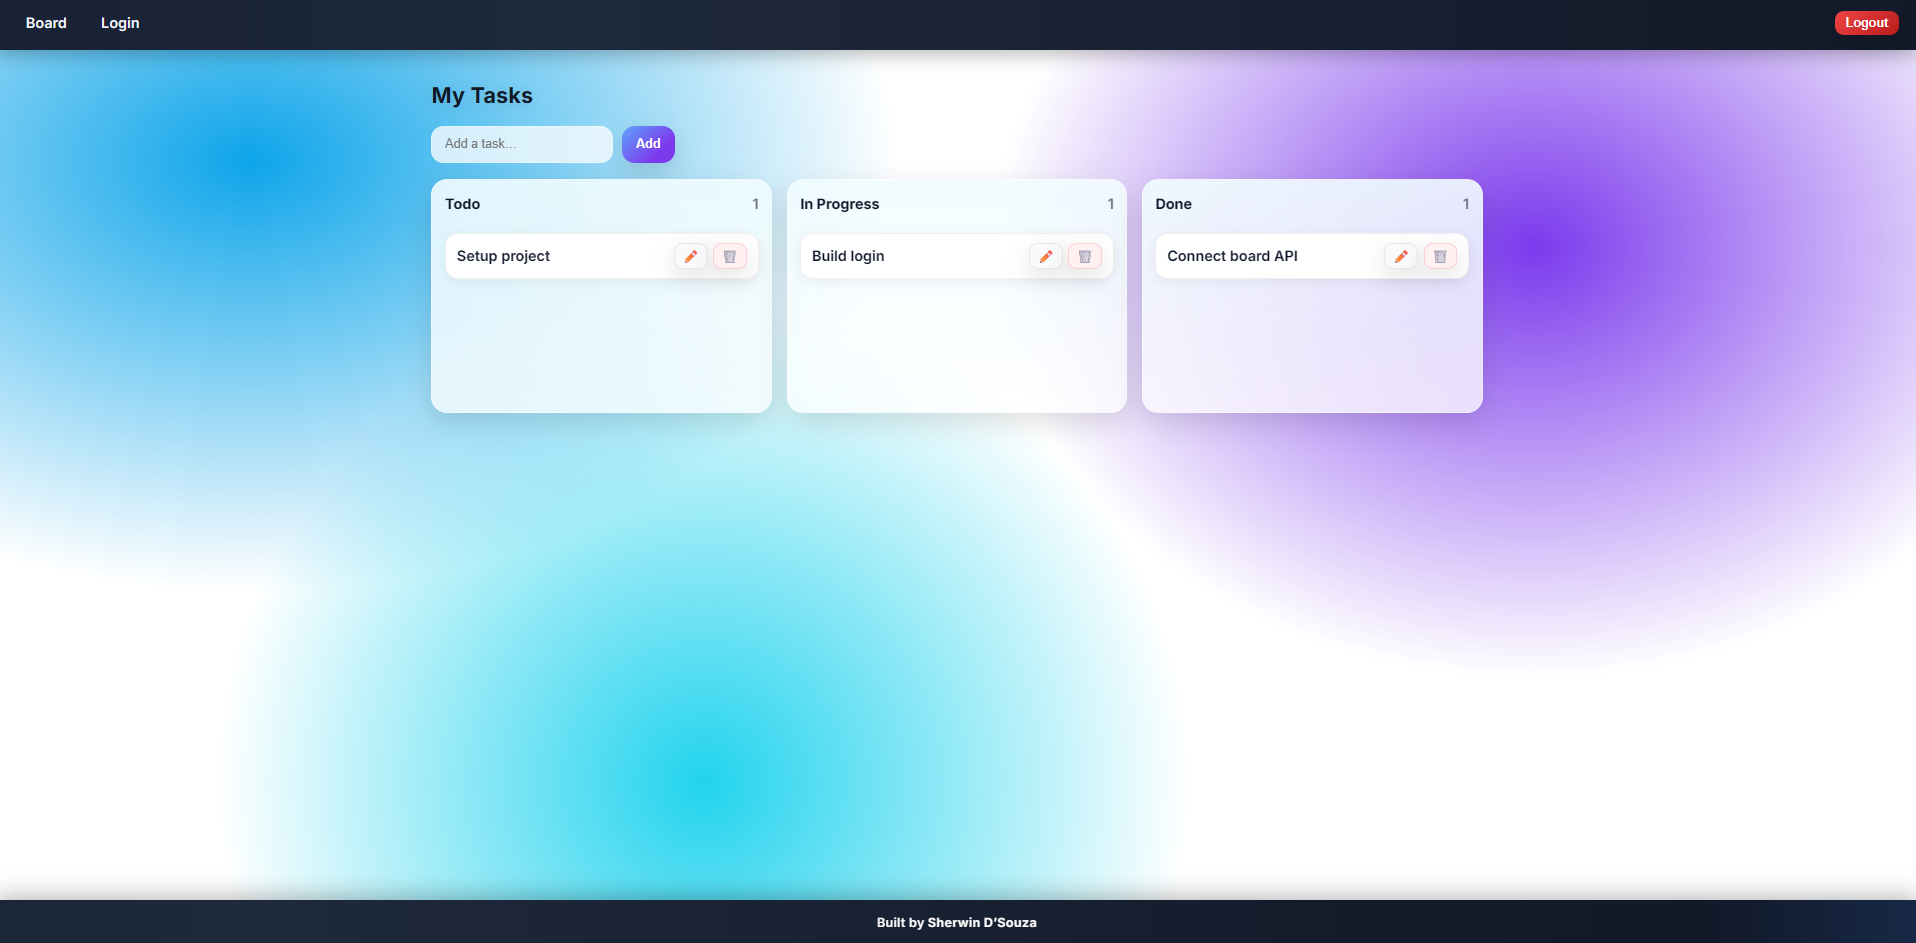 Board Login Logout
My Tasks
Add a task...
Add
Todo 1
Setup project
In Progress 1
Build login
Done 1
Connect board API
Built by Sherwin D'Souza